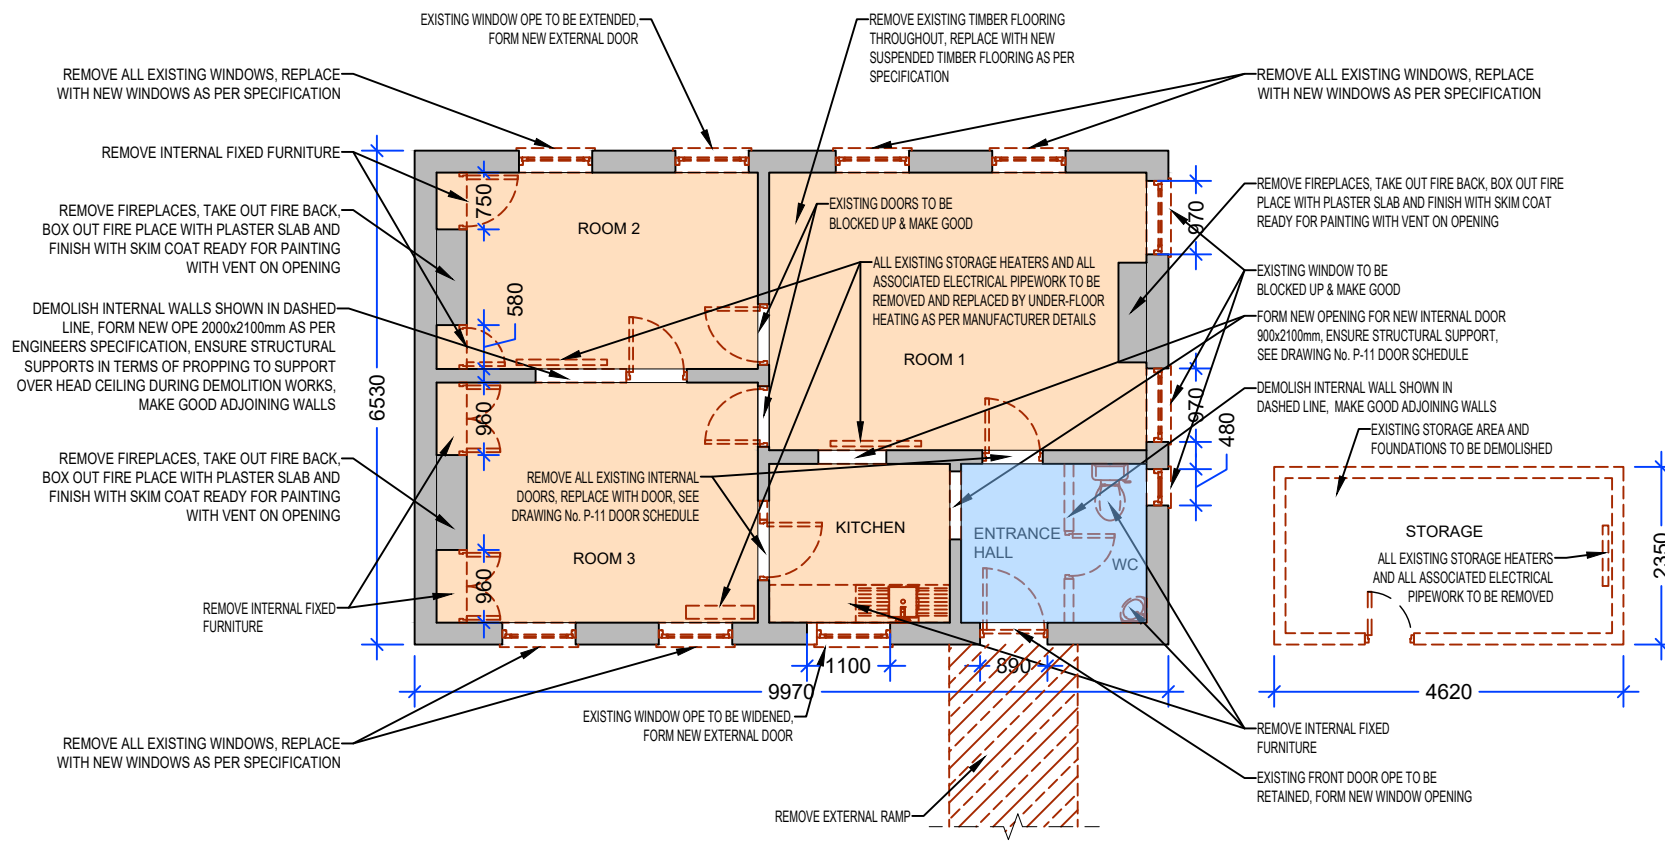 EXISTING WINDOW OPE TO BE EXTENDED,
FORM NEW EXTERNAL DOOR
REMOVE EXISTING TIMBER FLOORING
THROUGHOUT, REPLACE WITH NEW
SUSPENDED TIMBER FLOORING AS PER
SPECIFICATION
REMOVE ALL EXISTING WINDOWS, REPLACE
WITH NEW WINDOWS AS PER SPECIFICATION
REMOVE ALL EXISTING WINDOWS, REPLACE
WITH NEW WINDOWS AS PER SPECIFICATION
REMOVE INTERNAL FIXED FURNITURE
REMOVE FIREPLACES, TAKE OUT FIRE BACK,
BOX OUT FIRE PLACE WITH PLASTER SLAB AND
FINISH WITH SKIM COAT READY FOR PAINTING
WITH VENT ON OPENING
DEMOLISH INTERNAL WALLS SHOWN IN DASHED
LINE, FORM NEW OPE 2000x2100mm AS PER
ENGINEERS SPECIFICATION, ENSURE STRUCTURAL
SUPPORTS IN TERMS OF PROPPING TO SUPPORT
OVER HEAD CEILING DURING DEMOLITION WORKS,
MAKE GOOD ADJOINING WALLS
REMOVE FIREPLACES, TAKE OUT FIRE BACK,
BOX OUT FIRE PLACE WITH PLASTER SLAB AND
FINISH WITH SKIM COAT READY FOR PAINTING
WITH VENT ON OPENING
REMOVE INTERNAL FIXED
FURNITURE
REMOVE ALL EXISTING WINDOWS, REPLACE
WITH NEW WINDOWS AS PER SPECIFICATION
6530
750
580
960
960
ROOM 2
EXISTING DOORS TO BE
BLOCKED UP & MAKE GOOD
ALL EXISTING STORAGE HEATERS AND ALL
ASSOCIATED ELECTRICAL PIPEWORK TO BE
REMOVED AND REPLACED BY UNDER-FLOOR
HEATING AS PER MANUFACTURER DETAILS
ROOM 1
REMOVE ALL EXISTING INTERNAL
DOORS, REPLACE WITH DOOR, SEE
DRAWING No. P-11 DOOR SCHEDULE
ROOM 3
KITCHEN
ENTRANCE
HALL
WC
970
970
480
REMOVE FIREPLACES, TAKE OUT FIRE BACK, BOX OUT FIRE
PLACE WITH PLASTER SLAB AND FINISH WITH SKIM COAT
READY FOR PAINTING WITH VENT ON OPENING
EXISTING WINDOW TO BE
BLOCKED UP & MAKE GOOD
FORM NEW OPENING FOR NEW INTERNAL DOOR
900x2100mm, ENSURE STRUCTURAL SUPPORT,
SEE DRAWING No. P-11 DOOR SCHEDULE
DEMOLISH INTERNAL WALL SHOWN IN
DASHED LINE, MAKE GOOD ADJOINING WALLS
EXISTING STORAGE AREA AND
FOUNDATIONS TO BE DEMOLISHED
STORAGE
ALL EXISTING STORAGE HEATERS
AND ALL ASSOCIATED ELECTRICAL
PIPEWORK TO BE REMOVED
2350
4620
1100
890
9970
EXISTING WINDOW OPE TO BE WIDENED,
FORM NEW EXTERNAL DOOR
REMOVE INTERNAL FIXED
FURNITURE
EXISTING FRONT DOOR OPE TO BE
RETAINED, FORM NEW WINDOW OPENING
REMOVE EXTERNAL RAMP